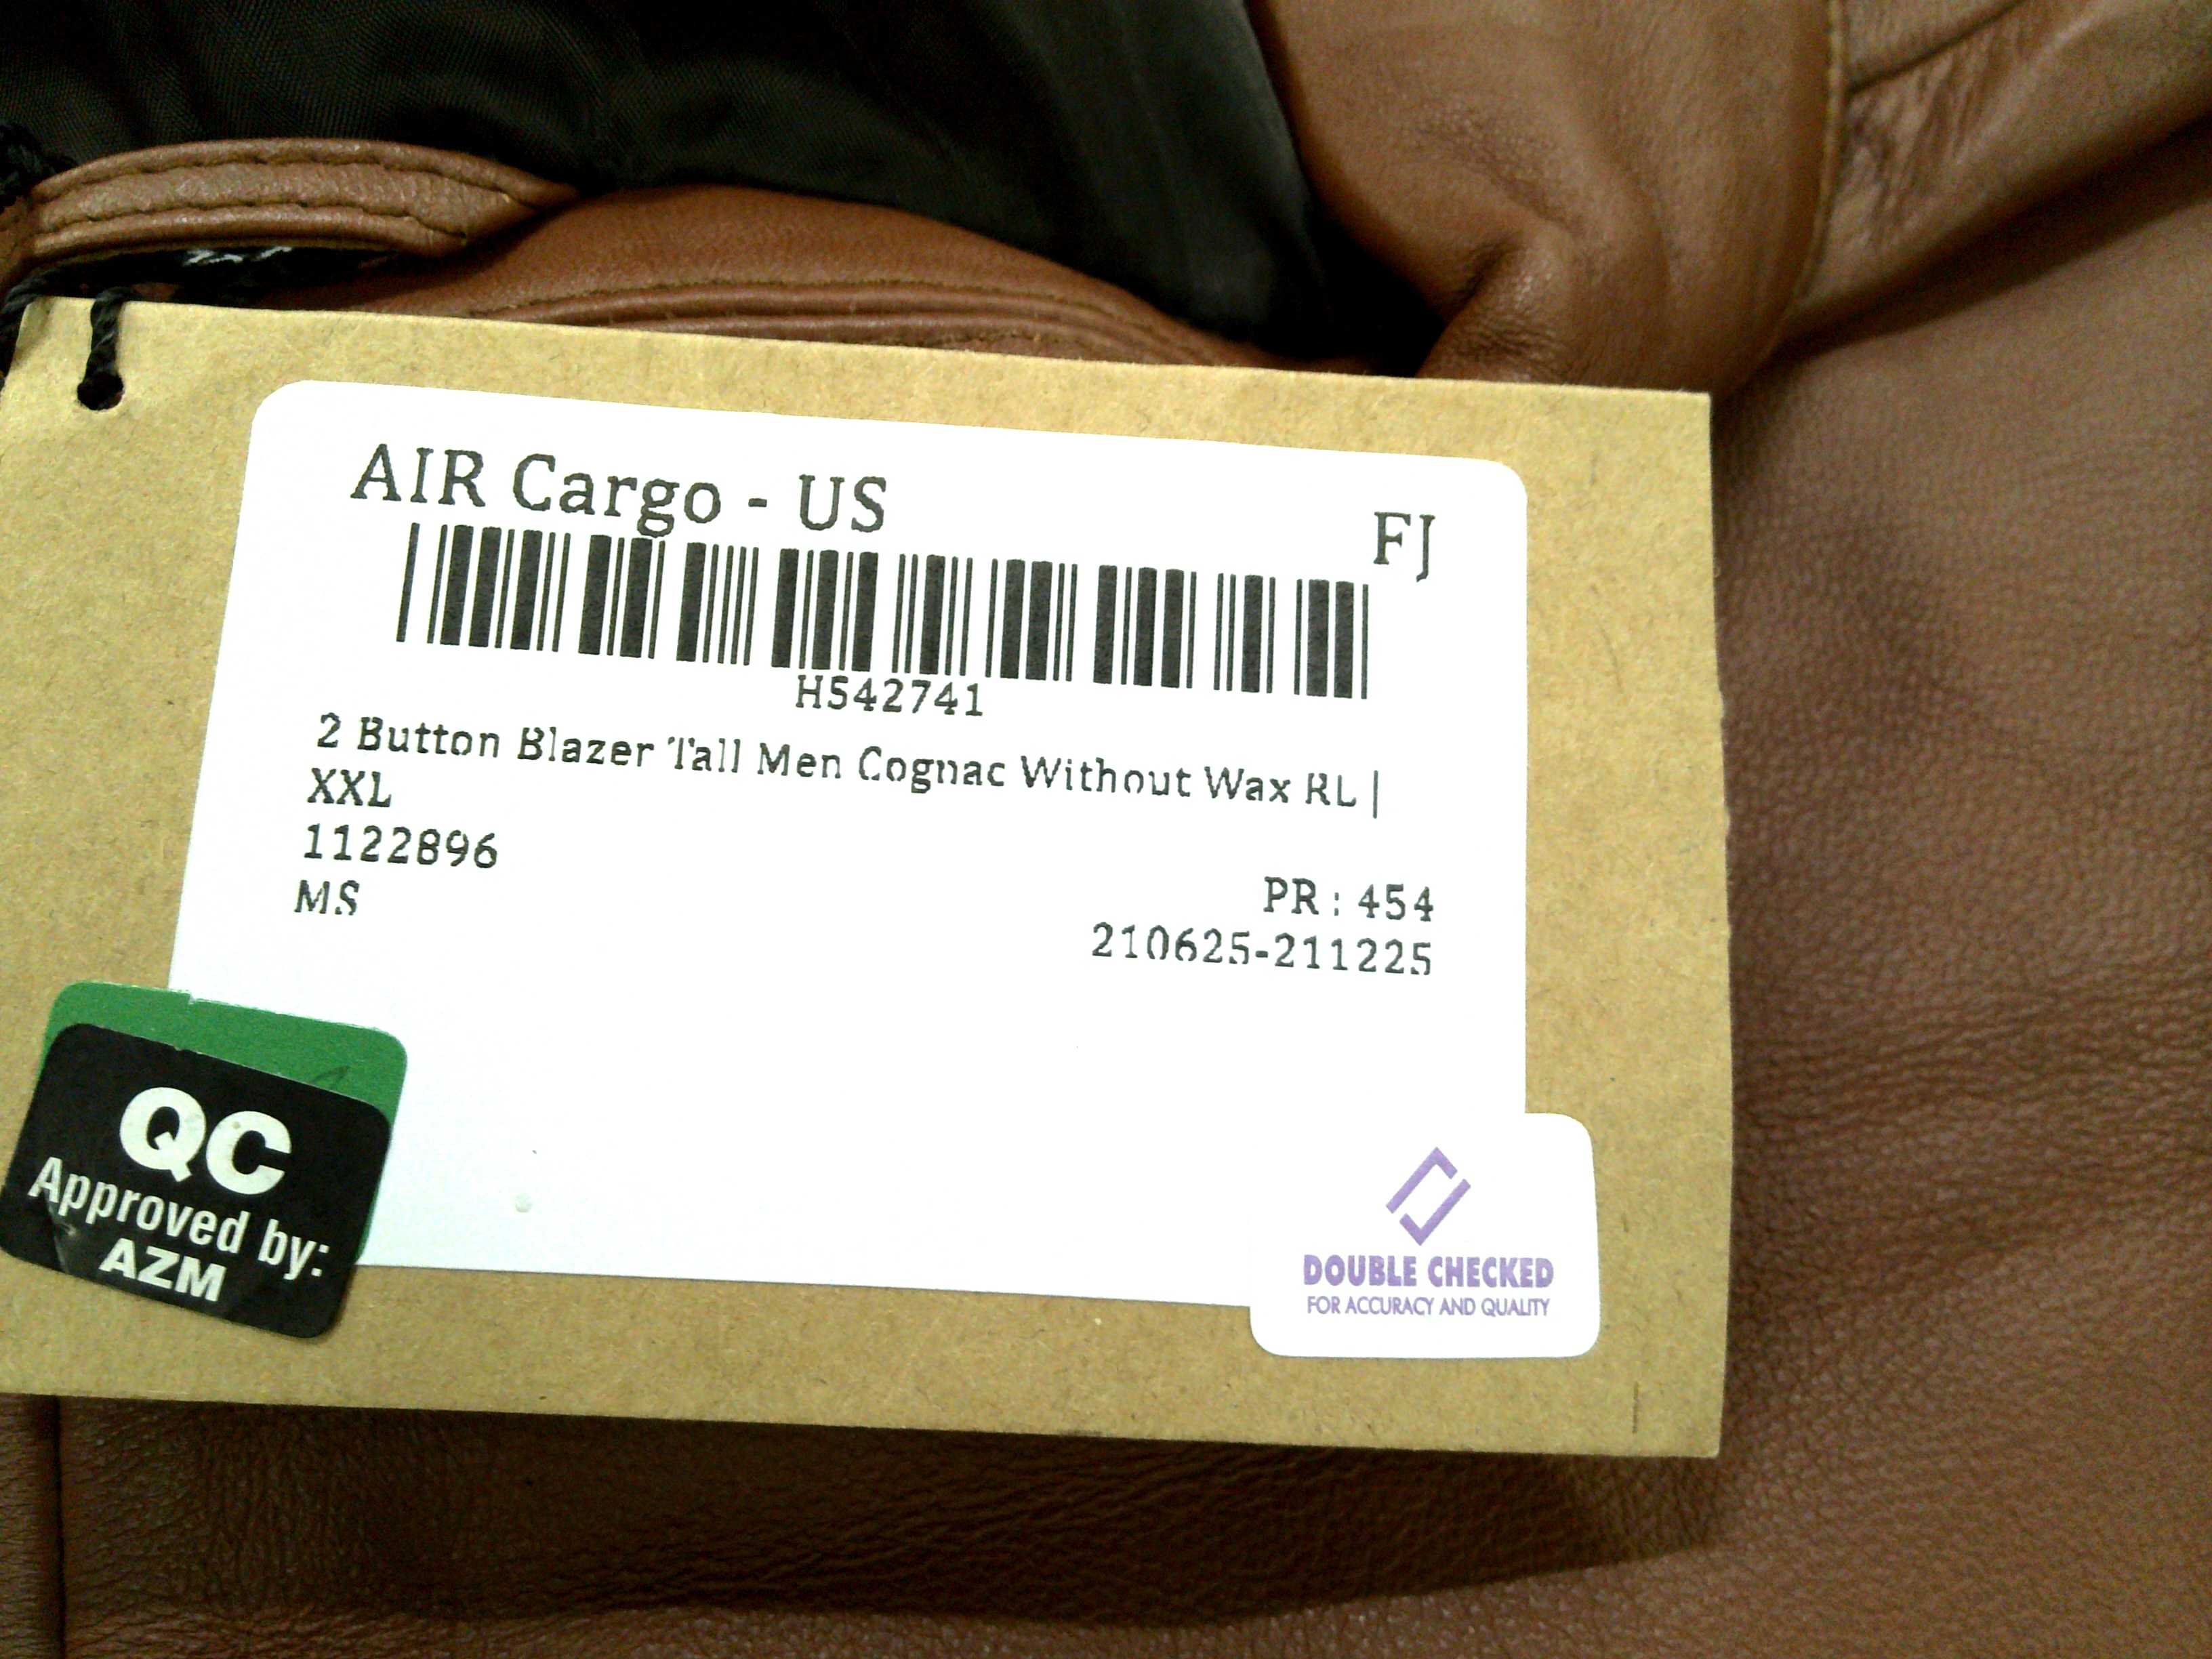 AIR Cargo - US
FJ
H542741
2 Button Blazer Tall Men Cognac Without Wax RL |
XXL
1122896
MS
PR : 454
210625-211225
QC
Approved by:
AZM
DOUBLE CHECKED
FOR ACCURACY AND QUALITY